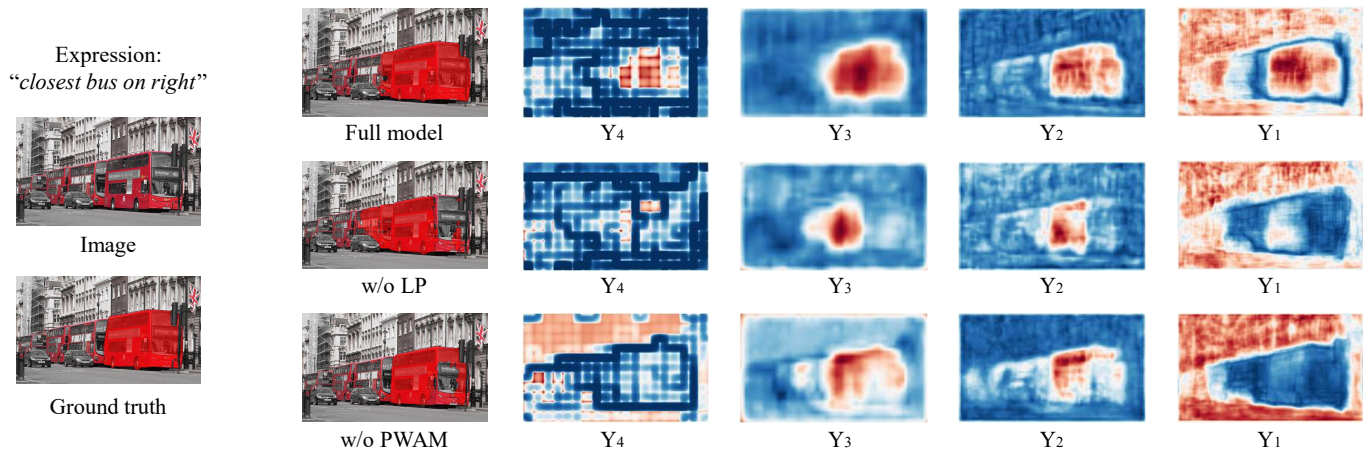 Expression:
“closest bus on right”
Image
Ground truth
Full model
Y4
Y3
Y2
Y1
w/o LP
Y4
Y3
Y2
Y1
w/o PWAM
Y4
Y3
Y2
Y1